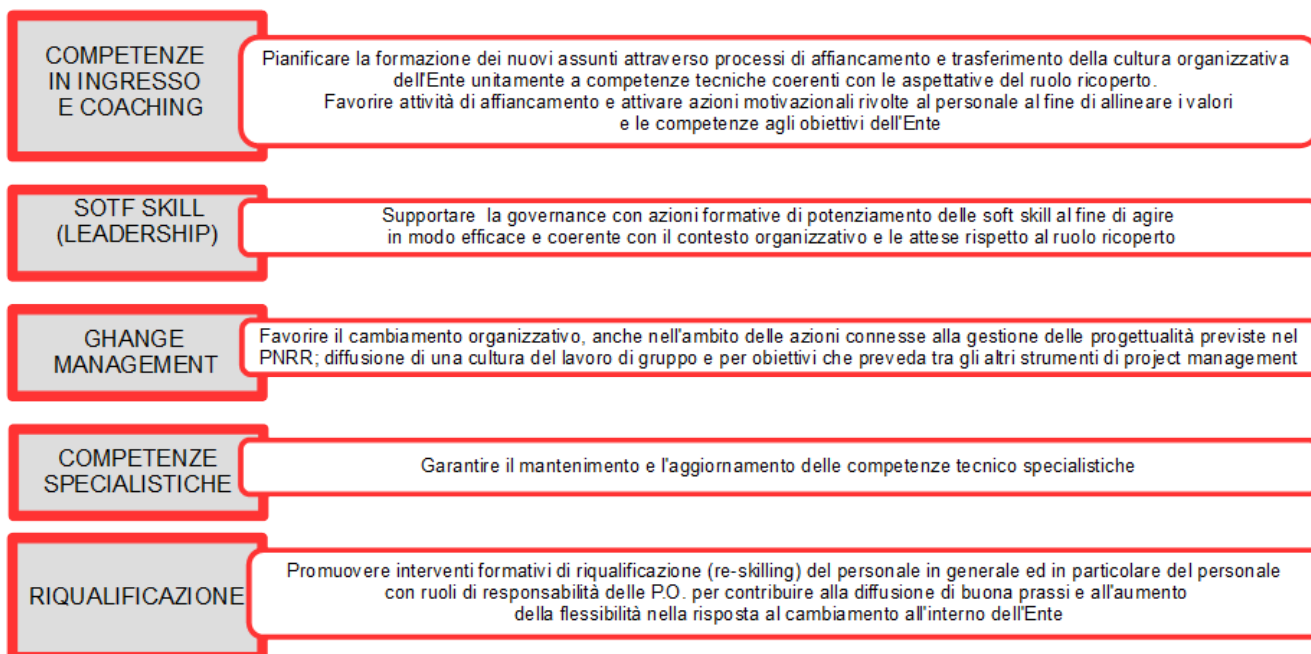 COMPETENZE
IN INGRESSO
E COACHING
Pianificare la formazione dei nuovi assunti attraverso processi di affiancamento e trasferimento della cultura organizzativa
dell'Ente unitamente a competenze tecniche coerenti con le aspettative del ruolo ricoperto.
Favorire attività di affiancamento e attivare azioni motivazionali rivolte al personale al fine di allineare i valori
e le competenze agli obiettivi dell'Ente
SOTF SKILL
(LEADERSHIP)
Supportare la governance con azioni formative di potenziamento delle soft skill al fine di agire
in modo efficace e coerente con il contesto organizzativo e le attese rispetto al ruolo ricoperto
GHANGE
MANAGEMENT
Favorire il cambiamento organizzativo, anche nell'ambito delle azioni connesse alla gestione delle progettualità previste nel
PNRR; diffusione di una cultura del lavoro di gruppo e per obiettivi che preveda tra gli altri strumenti di project management
COMPETENZE
SPECIALISTICHE
Garantire il mantenimento e l'aggiornamento delle competenze tecnico specialistiche
RIQUALIFICAZIONE
Promuovere interventi formativi di riqualificazione (re-skilling) del personale in generale ed in particolare del personale
con ruoli di responsabilità delle P.O. per contribuire alla diffusione di buona prassi e all'aumento
della flessibilità nella risposta al cambiamento all'interno dell'Ente